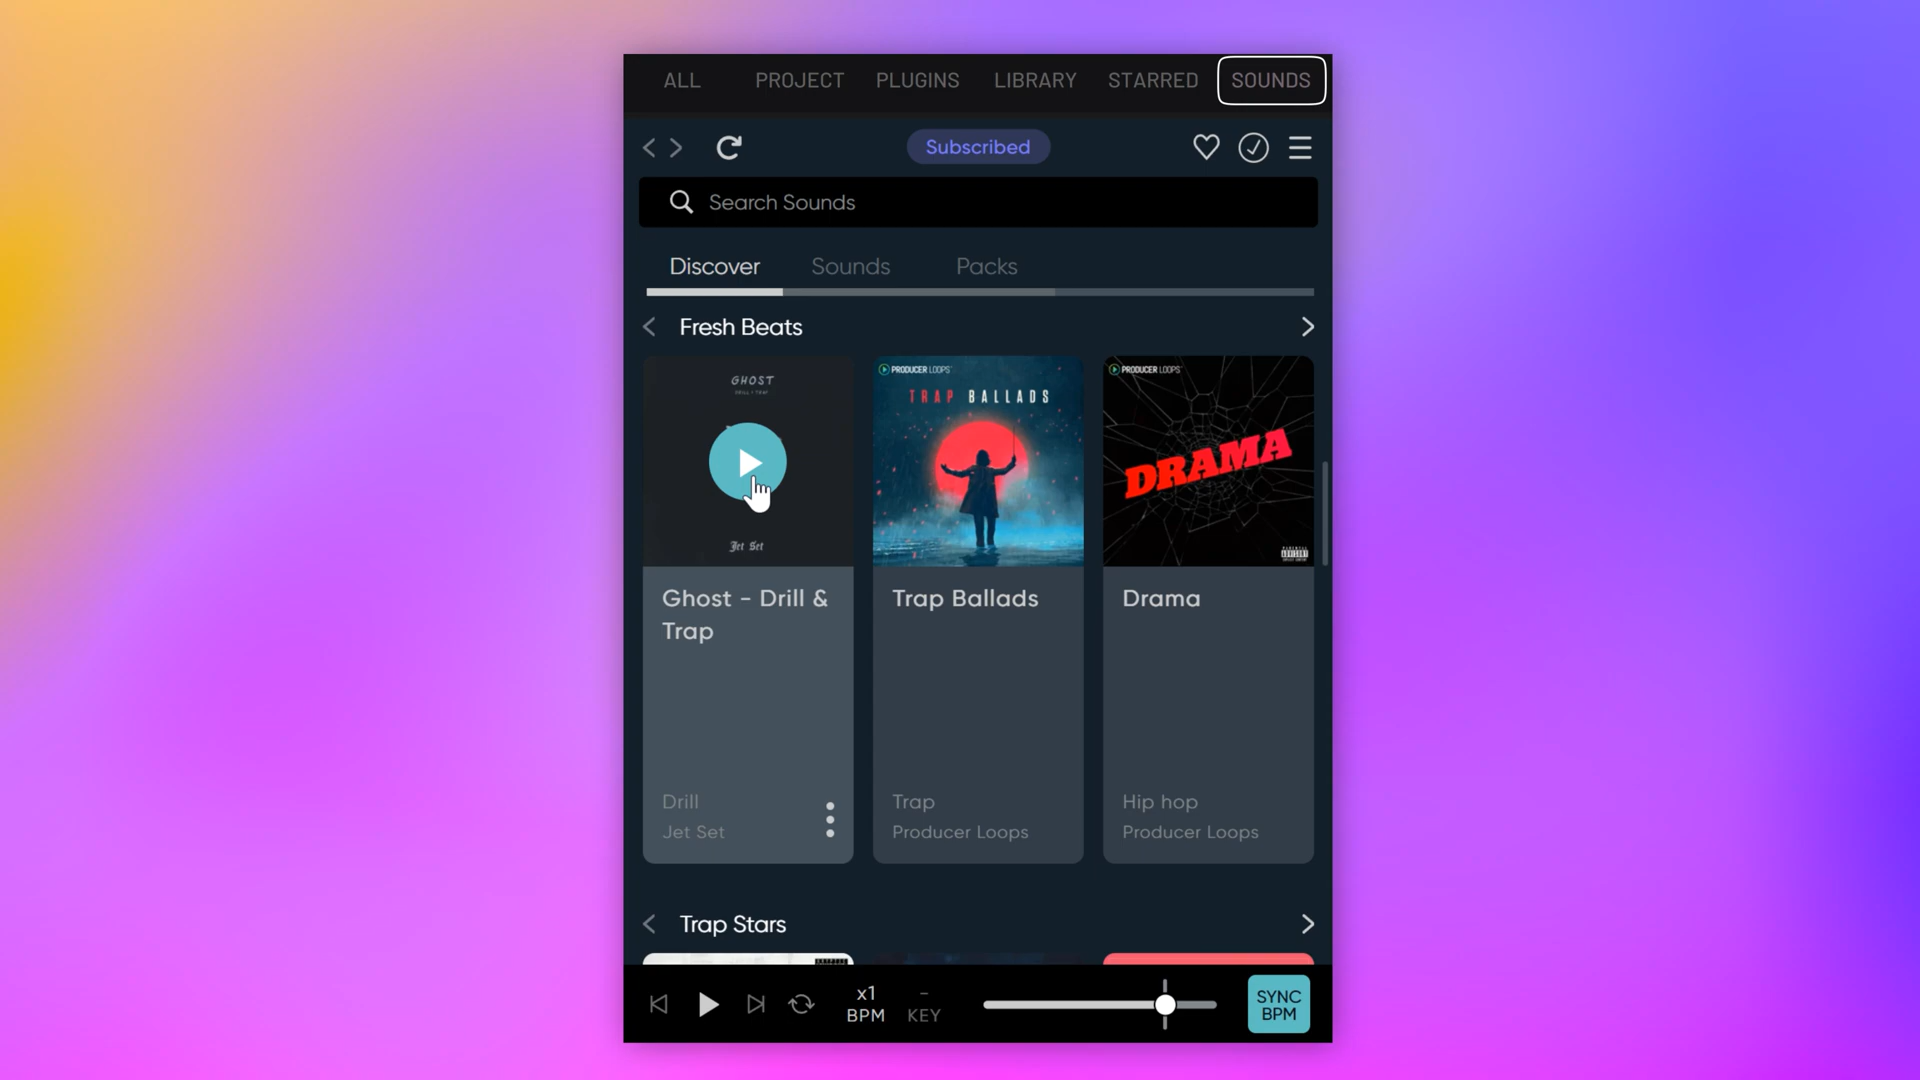 ALL PROJECT PLUGINS LIBRARY STARRED SOUNDS
Subscribed
Search Sounds
Discover Sounds Packs
Fresh Beats
GHOST
DRILL + TRAP
Jet Set
PRODUCER LOOPS
TRAP BALLADS
PRODUCER LOOPS
DRAMA
Ghost - Drill &
Trap
Drill
Jet Set
Trap Ballads
Trap
Producer Loops
Drama
Hip hop
Producer Loops
Trap Stars
x1
BPM
-
KEY
SYNC
BPM